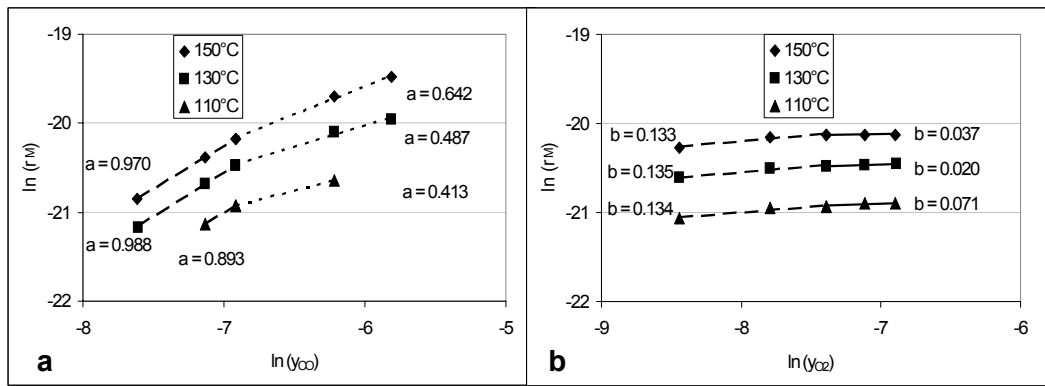 -19
-20
-21
-22
ln (rM)
150°C
130°C
110°C
a = 0.970
a = 0.988
a = 0.893
a = 0.642
a = 0.487
a = 0.413
-8 -7 -6 -5
ln (yCO)
a
-19
-20
-21
-22
ln (rM)
150°C
130°C
110°C
b = 0.133
b = 0.135
b = 0.134
b = 0.037
b = 0.020
b = 0.071
-9 -8 -7 -6
ln (yO2)
b